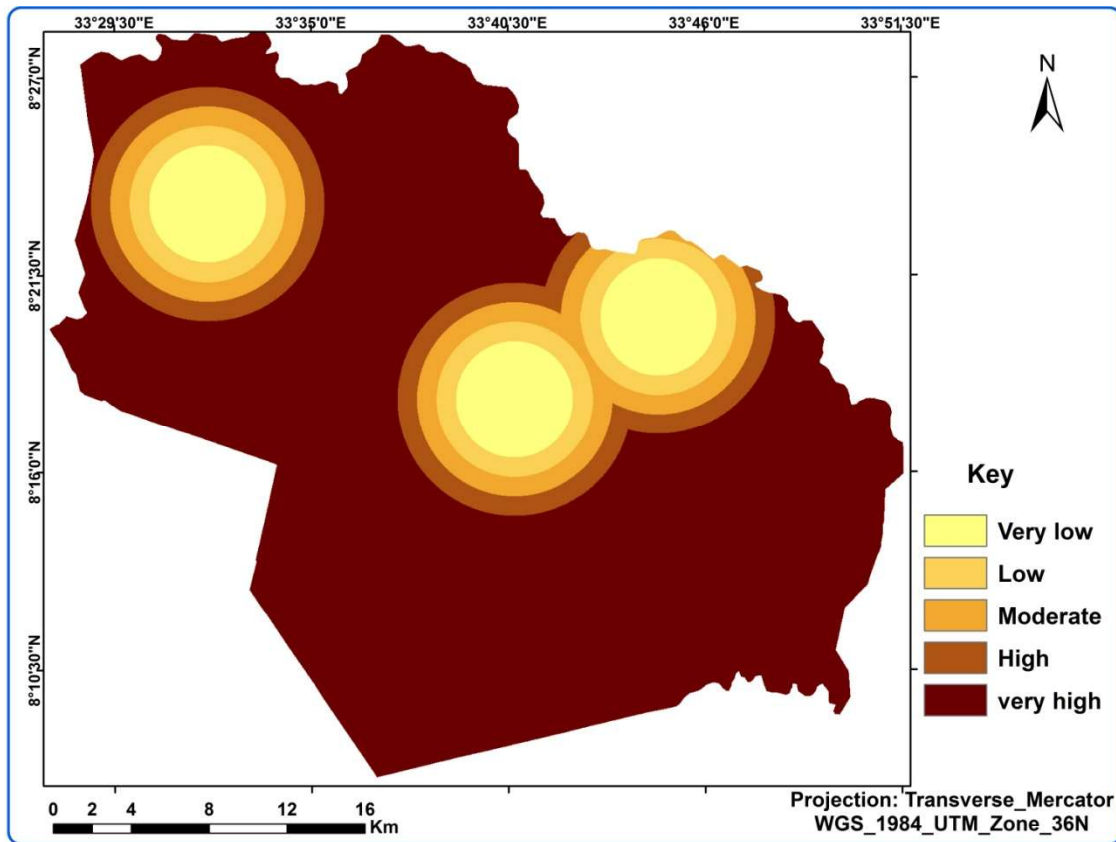 33°29'30"E 33°35'0"E 33°40'30"E 33°46'0"E 33°51'30"E
8°27'0"N
8°21'30"N
8°16'0"N
8°10'30"N
N
Key
Very low
Low
Moderate
High
very high
0 2 4 8 12 16
Km
Projection: Transverse_Mercator
WGS_1984_UTM_Zone_36N